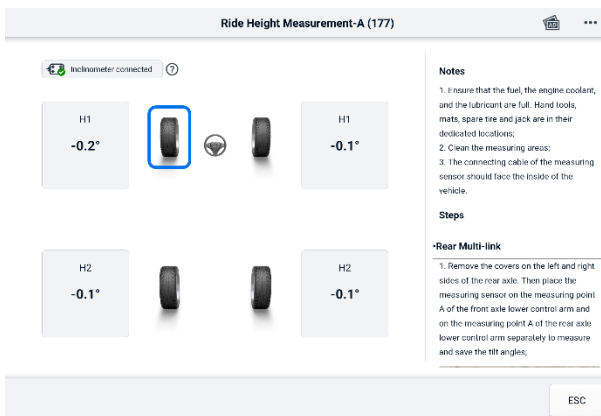 Ride Height Measurement-A (177)
AD
Inclinometer connected
?
H1
-0.2°
H1
-0.1°
H2
-0.1°
H2
-0.1°
Notes
1. Ensure that the fuel, the engine coolant,
and the lubricant are full. Hand tools,
mats, spare tire and jack are in their
dedicated locations;
2. Clean the measuring areas;
3. The connecting cable of the measuring
sensor should face the inside of the
vehicle.
Steps
•Rear Multi-link
1. Remove the covers on the left and right
sides of the rear axle. Then place the
measuring sensor on the measuring point
A of the front axle lower control arm and
on the measuring point A of the rear axle
lower control arm separately to measure
and save the tilt angles;
ESC